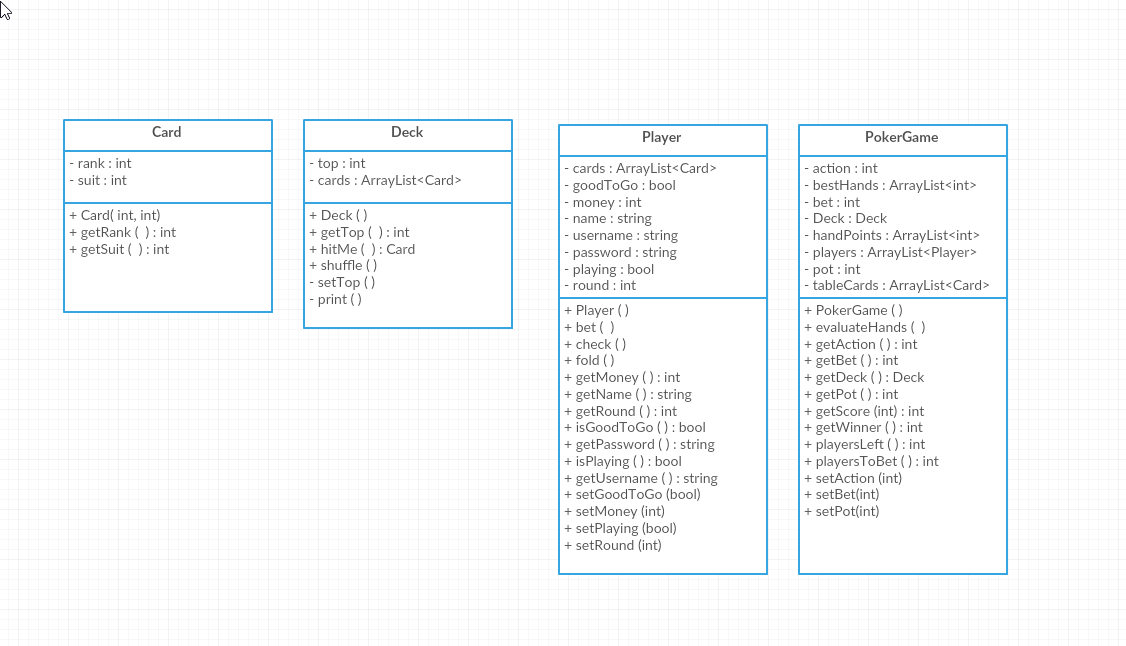 Card
- rank : int
- suit : int
+ Card( int, int)
+ getRank (  ) : int
+ getSuit (  ) : int
Deck
- top : int
- cards : ArrayList<Card>
+ Deck ( )
+ getTop (  ) : int
+ hitMe (  ) : Card
+ shuffle ( )
- setTop ( )
- print ( )
Player
- cards : ArrayList<Card>
- goodToGo : bool
- money : int
- name : string
- username : string
- password : string
- playing : bool
- round : int
+ Player ( )
+ bet (  )
+ check ( )
+ fold ( )
+ getMoney ( ) : int
+ getName ( ) : string
+ getRound ( ) : int
+ isGoodToGo ( ) : bool
+ getPassword ( ) : string
+ isPlaying ( ) : bool
+ getUsername ( ) : string
+ setGoodToGo (bool)
+ setMoney (int)
+ setPlaying (bool)
+ setRound (int)
PokerGame
- action : int
- bestHands : ArrayList<int>
- bet : int
- Deck : Deck
- handPoints : ArrayList<int>
- players : ArrayList<Player>
- pot : int
- tableCards : ArrayList<Card>
+ PokerGame ( )
+ evaluateHands (  )
+ getAction ( ) : int
+ getBet ( ) : int
+ getDeck ( ) : Deck
+ getPot ( ) : int
+ getScore (int) : int
+ getWinner ( ) : int
+ playersLeft ( ) : int
+ playersToBet ( ) : int
+ setAction (int)
+ setBet(int)
+ setPot(int)